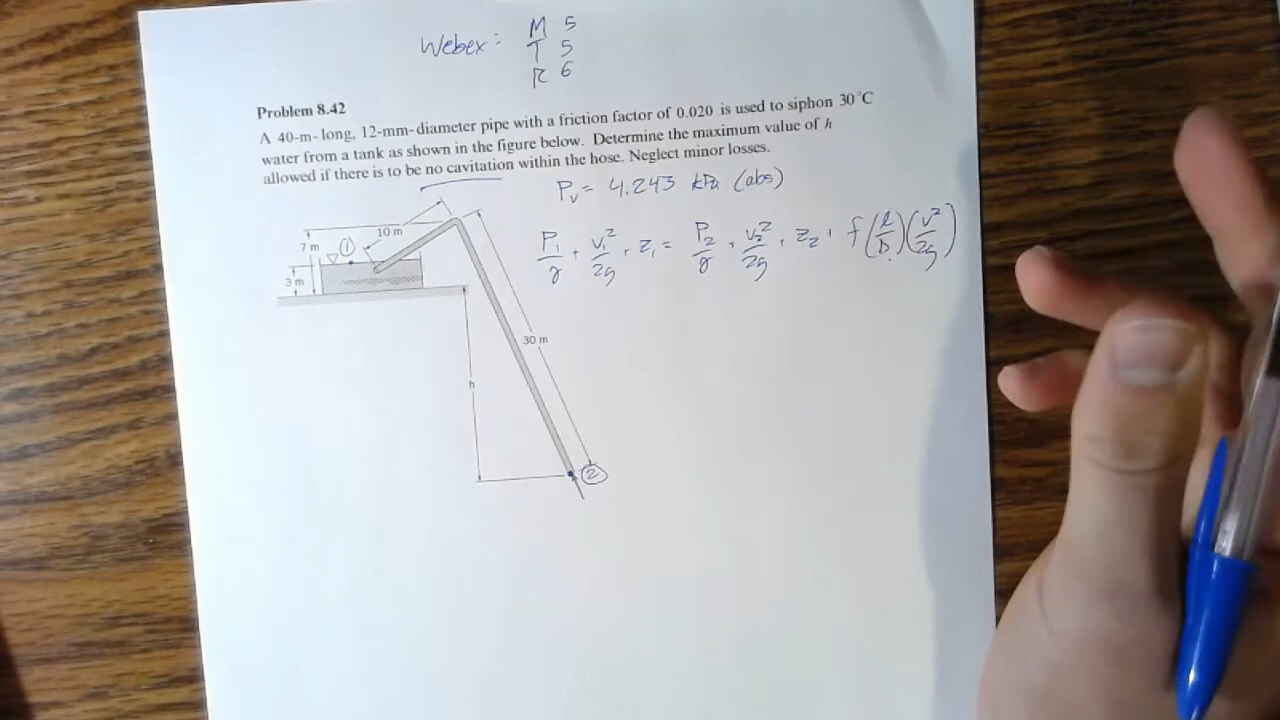 Webex: M 5
T 5
R 6
Problem 8.42
A 40-m-long, 12-mm-diameter pipe with a friction factor of 0.020 is used to siphon 30°C
water from a tank as shown in the figure below. Determine the maximum value of h
allowed if there is to be no cavitation within the hose. Neglect minor losses.
Pv = 4.243 kPa (abs)
P1/γ + V1²/2g + z1 = P2/γ + V2²/2g + z2 + f(l/D)(V²/2g)
10 m
7 m
1
3 m
30 m
h
2